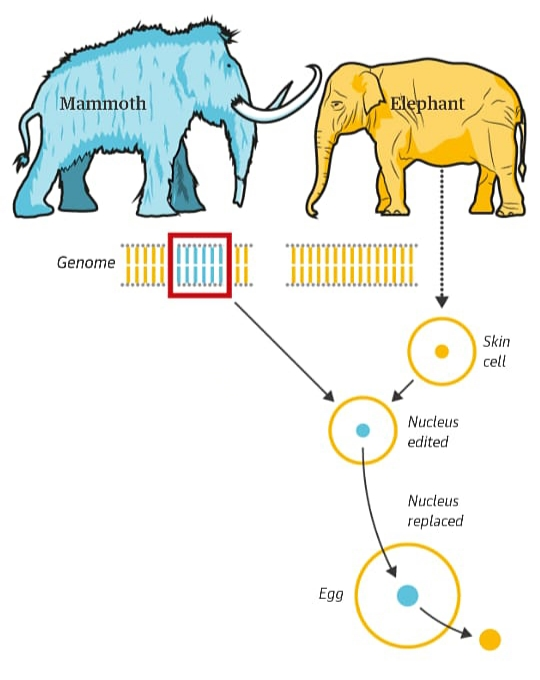 Mammoth
Elephant
Genome
Skin
cell
Nucleus
edited
Nucleus
replaced
Egg